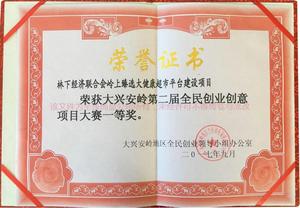 荣誉证书
林下经济联合会岭上臻选大健康超市平台建设项目
荣获大兴安岭第二届全民创业创意
项目大赛一等奖。
大兴安岭地区全民创业领导小组办公室
二〇一七年九月